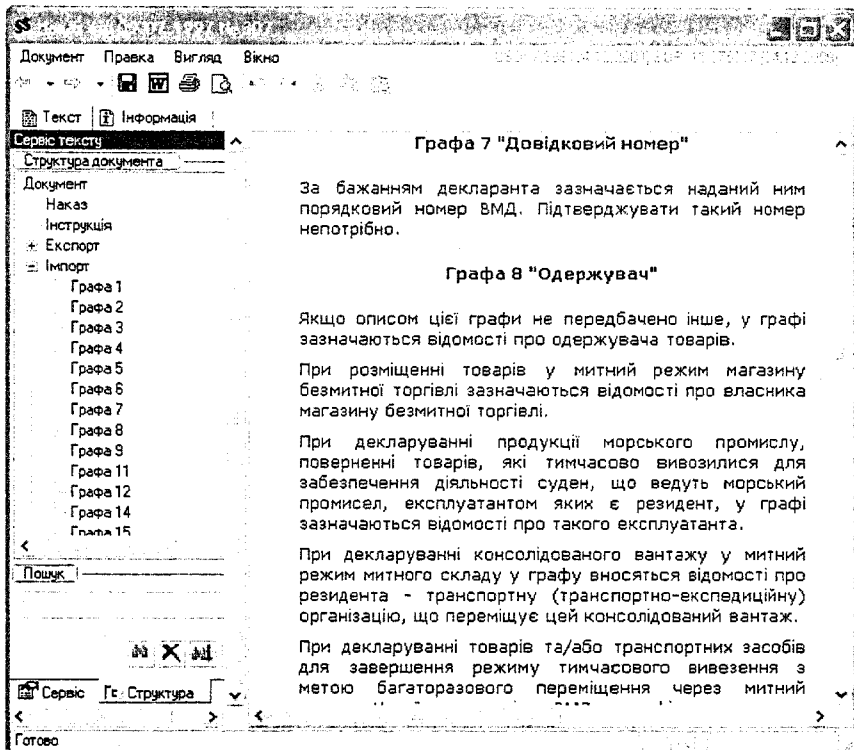 Документ Правка Вигляд Вікно
Текст Інформація
Сервіс тексту
Структура документа
Документ
Наказ
Інструкція
Експорт
Імпорт
Графа 1
Графа 2
Графа 3
Графа 4
Графа 5
Графа 6
Графа 7
Графа 8
Графа 9
Графа 11
Графа 12
Графа 14
Графа 15
Пошук
Сервіс Структура
Готово
Графа 7 "Довідковий номер"
За бажанням декларанта зазначається наданий ним
порядковий номер ВМД. Підтверджувати такий номер
непотрібно.
Графа 8 "Одержувач"
Якщо описом цієї графи не передбачено інше, у графі
зазначаються відомості про одержувача товарів.
При розміщенні товарів у митний режим магазину
безмитної торгівлі зазначаються відомості про власника
магазину безмитної торгівлі.
При декларуванні продукції морського промислу,
поверненні товарів, які тимчасово вивозилися для
забезпечення діяльності суден, що ведуть морський
промисел, експлуатантом яких є резидент, у графі
зазначаються відомості про такого експлуатанта.
При декларуванні консолідованого вантажу у митний
режим митного складу у графу вносяться відомості про
резидента - транспортну (транспортно-експедиційну)
організацію, що переміщує цей консолідований вантаж.
При декларуванні товарів та/або транспортних засобів
для завершення режиму тимчасового вивезення з
метою багаторазового переміщення через митний